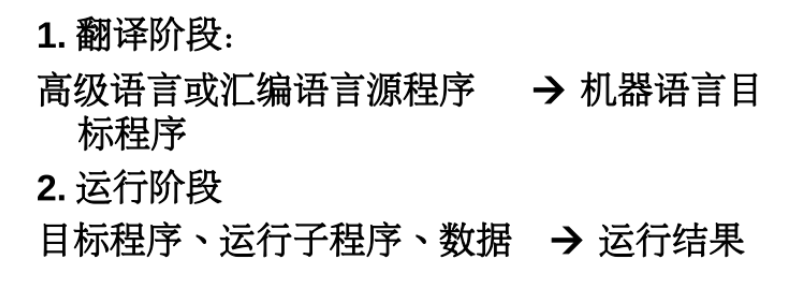 1. 翻译阶段：
高级语言或汇编语言源程序 → 机器语言目
标程序
2. 运行阶段
目标程序、运行子程序、数据 → 运行结果